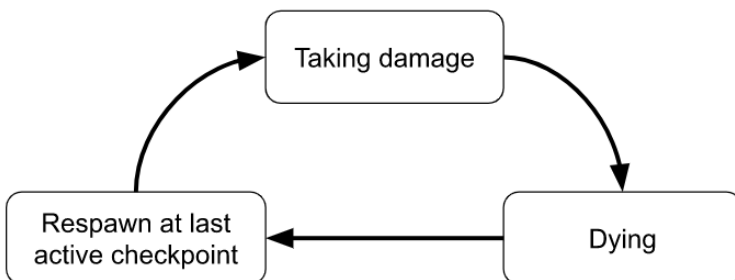 Taking damage
Respawn at last
active checkpoint
Dying